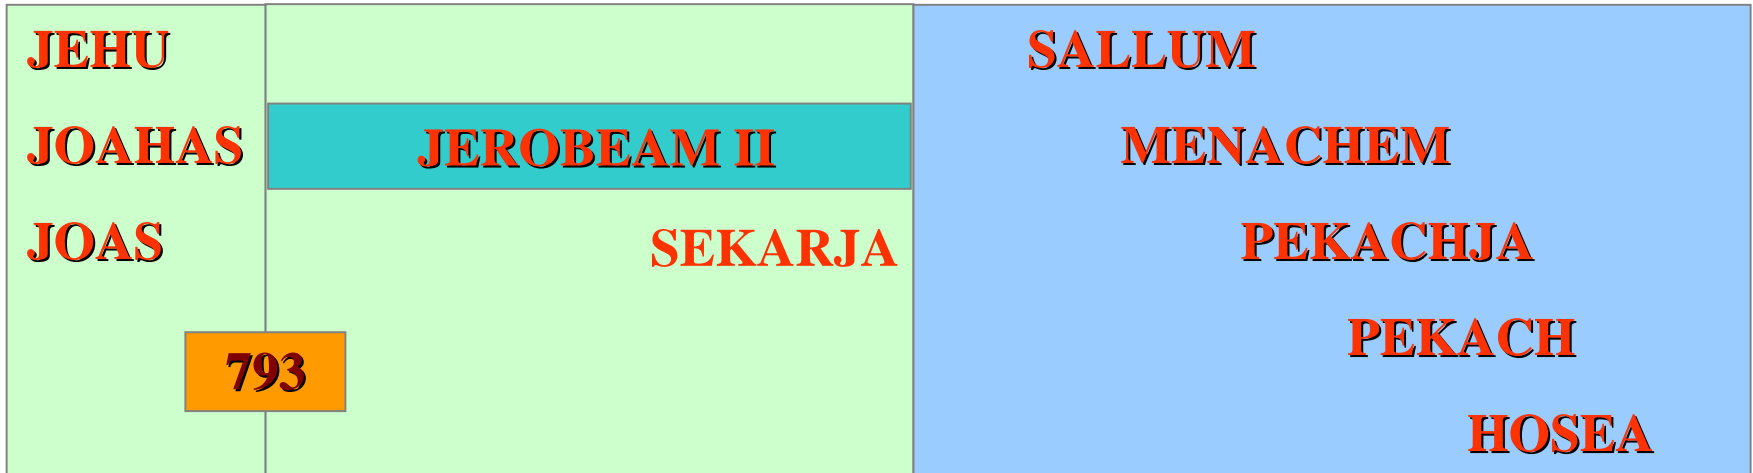 JEHU
JOAHAS
JOAS
793
JEROBEAM II
SEKARJA
SALLUM
MENACHEM
PEKACHJA
PEKACH
HOSEA